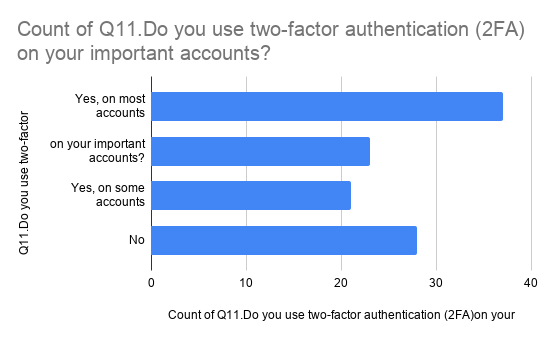 Count of Q11.Do you use two-factor authentication (2FA)
on your important accounts?
Q11.Do you use two-factor
Yes, on most
accounts
on your important
accounts?
Yes, on some
accounts
No
0 10 20 30 40
Count of Q11.Do you use two-factor authentication (2FA)on your